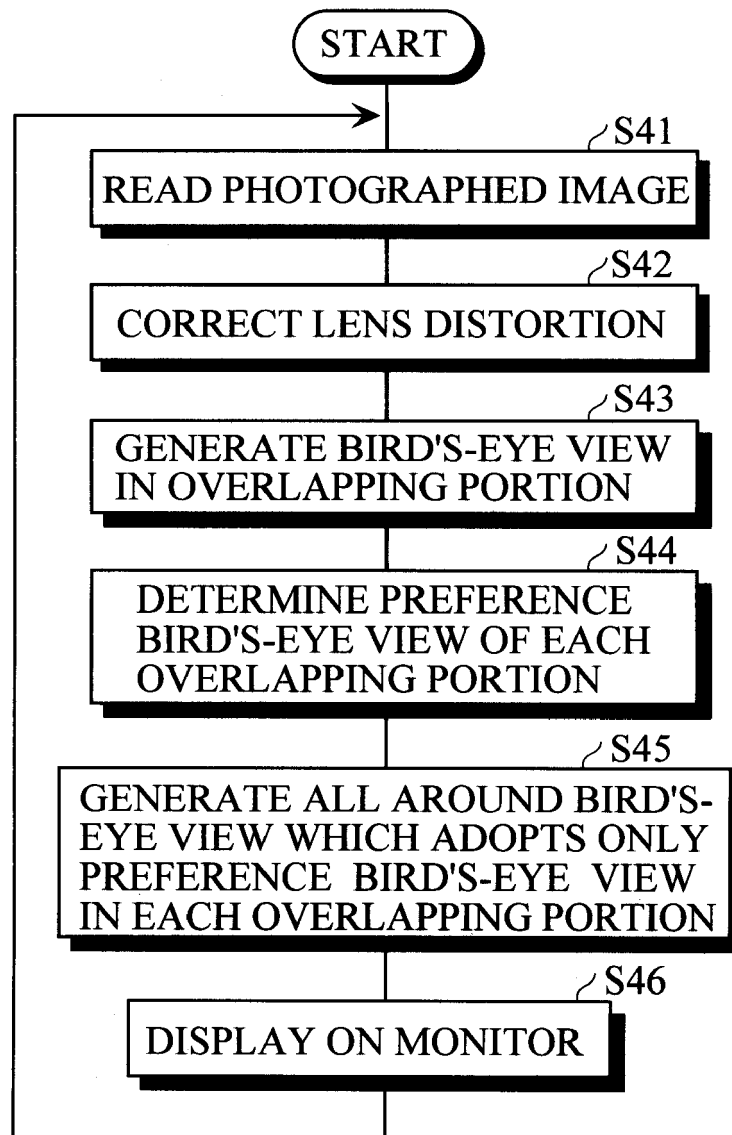 START
S41
READ PHOTOGRAPHED IMAGE
S42
CORRECT LENS DISTORTION
S43
GENERATE BIRD'S-EYE VIEW
IN OVERLAPPING PORTION
S44
DETERMINE PREFERENCE
BIRD'S-EYE VIEW OF EACH
OVERLAPPING PORTION
S45
GENERATE ALL AROUND BIRD'S-
EYE VIEW WHICH ADOPTS ONLY
PREFERENCE BIRD'S-EYE VIEW
IN EACH OVERLAPPING PORTION
S46
DISPLAY ON MONITOR